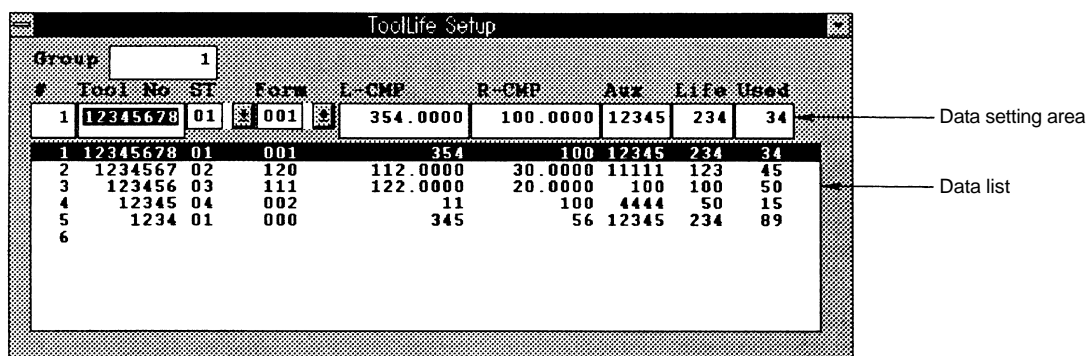 ToolLife Setup
Group 1
# Tool No ST Form L-CMP R-CMP Aux Life Used
1 12345678 01 001 354.0000 100.0000 12345 234 34
Data setting area
1 12345678 01 001 354 100 12345 234 34
2 1234567 02 120 112.0000 30.0000 11111 123 45
3 123456 03 111 122.0000 20.0000 100 100 50
Data list
4 12345 04 002 11 100 4444 50 15
5 1234 01 000 345 56 12345 234 89
6